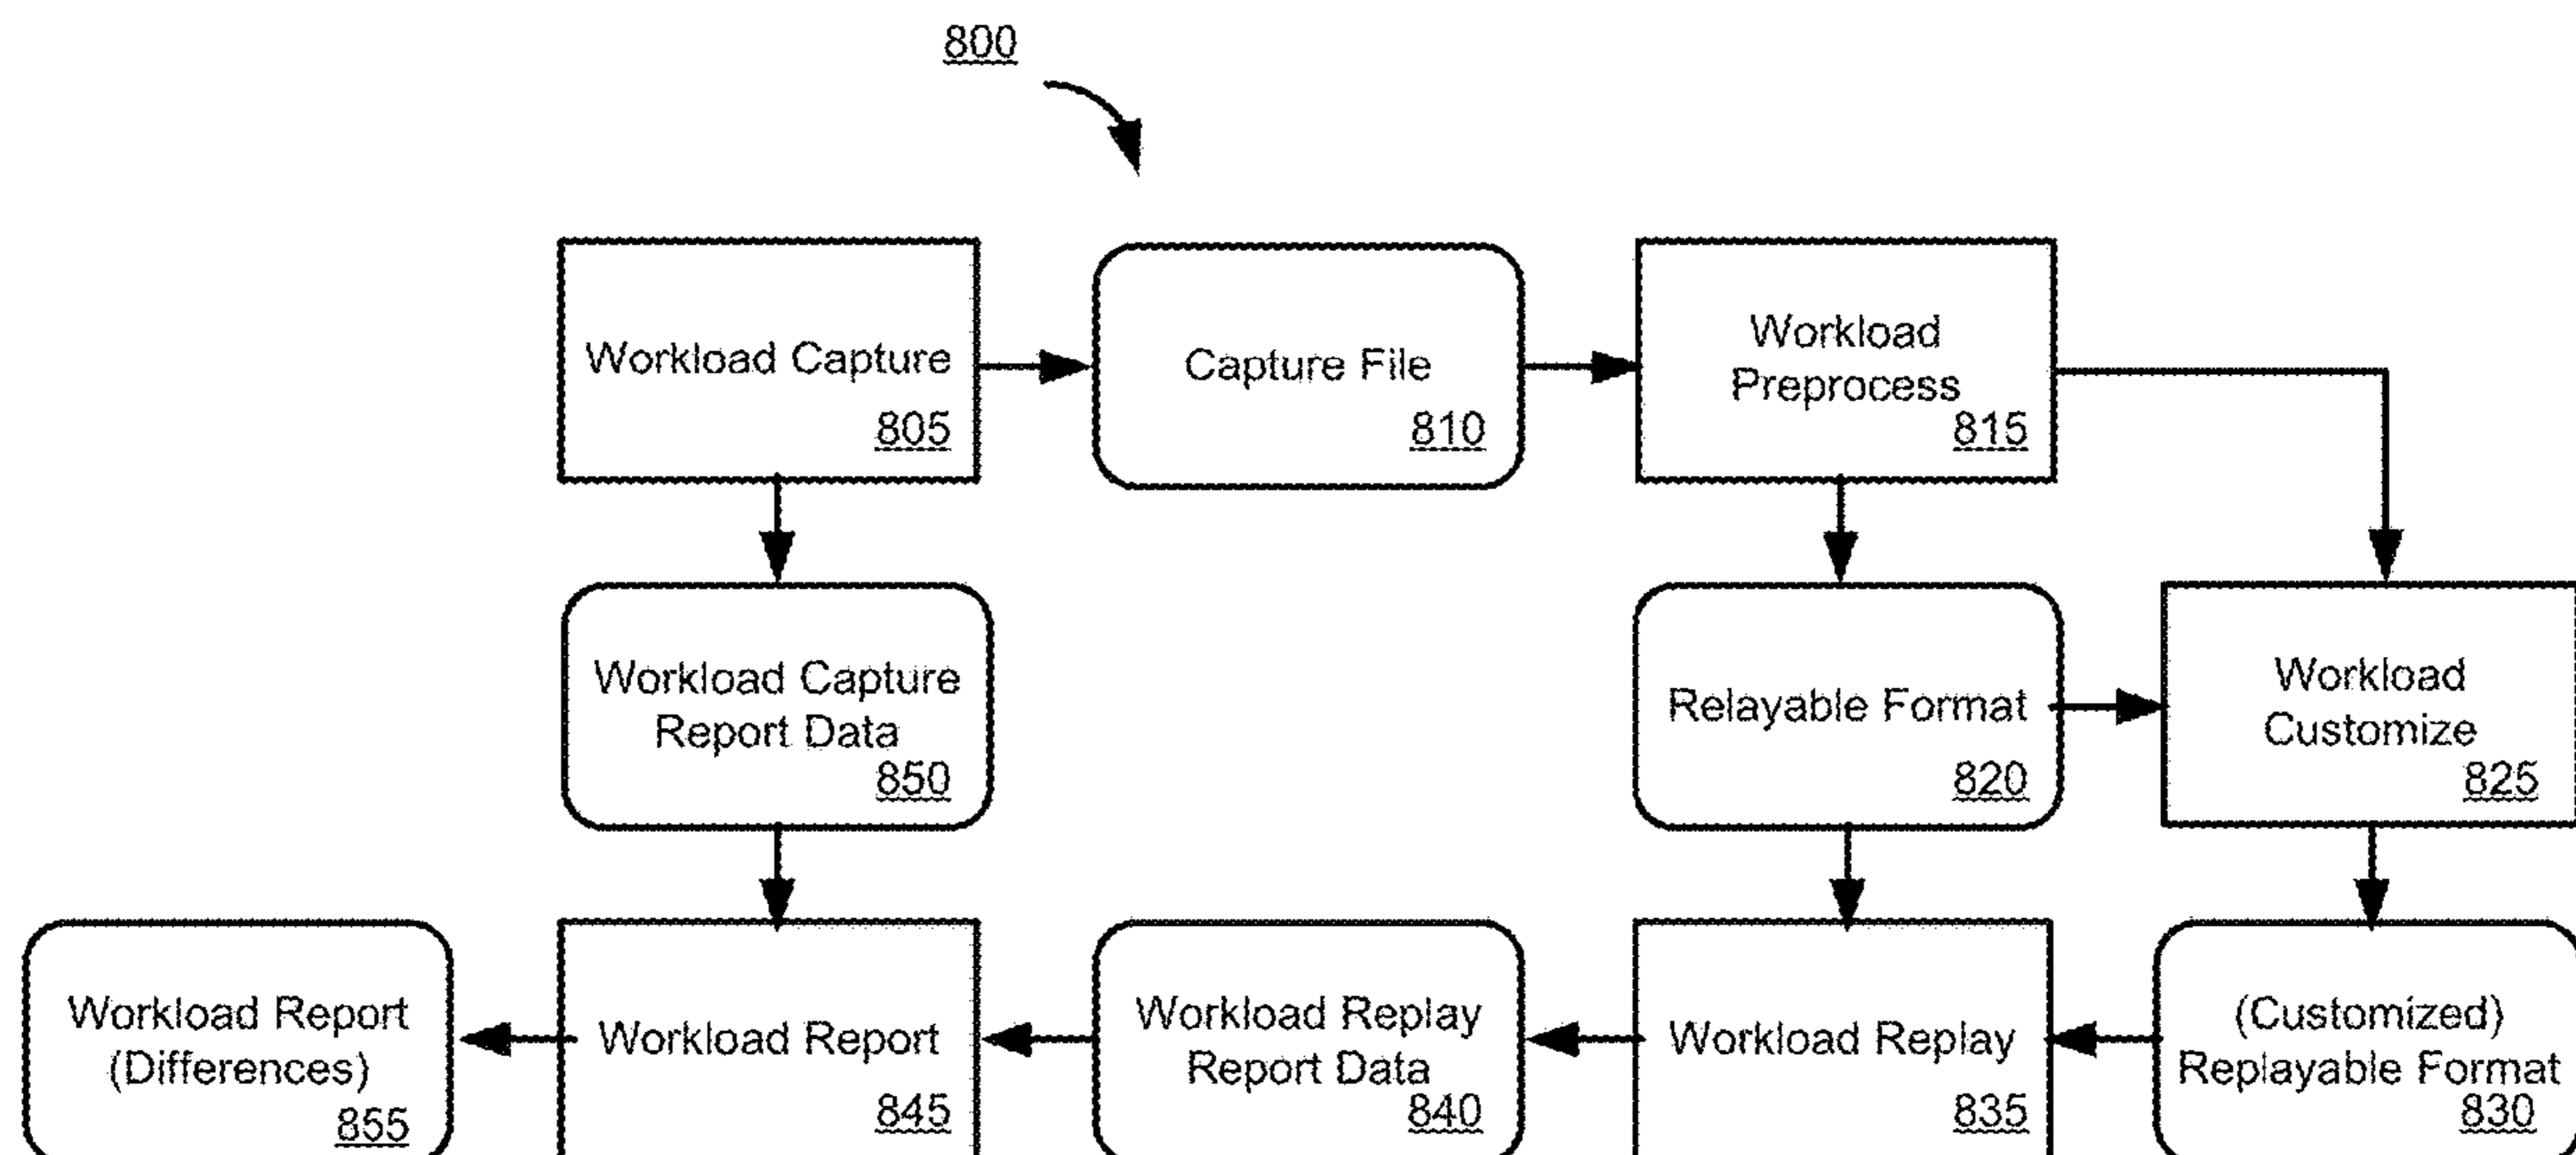 800
Workload Capture
805
Capture File
810
Workload
Preprocess
815
Workload Capture
Report Data
850
Relayable Format
820
Workload
Customize
825
Workload Report
(Differences)
855
Workload Report
845
Workload Replay
Report Data
840
Workload Replay
835
(Customized)
Replayable Format
830